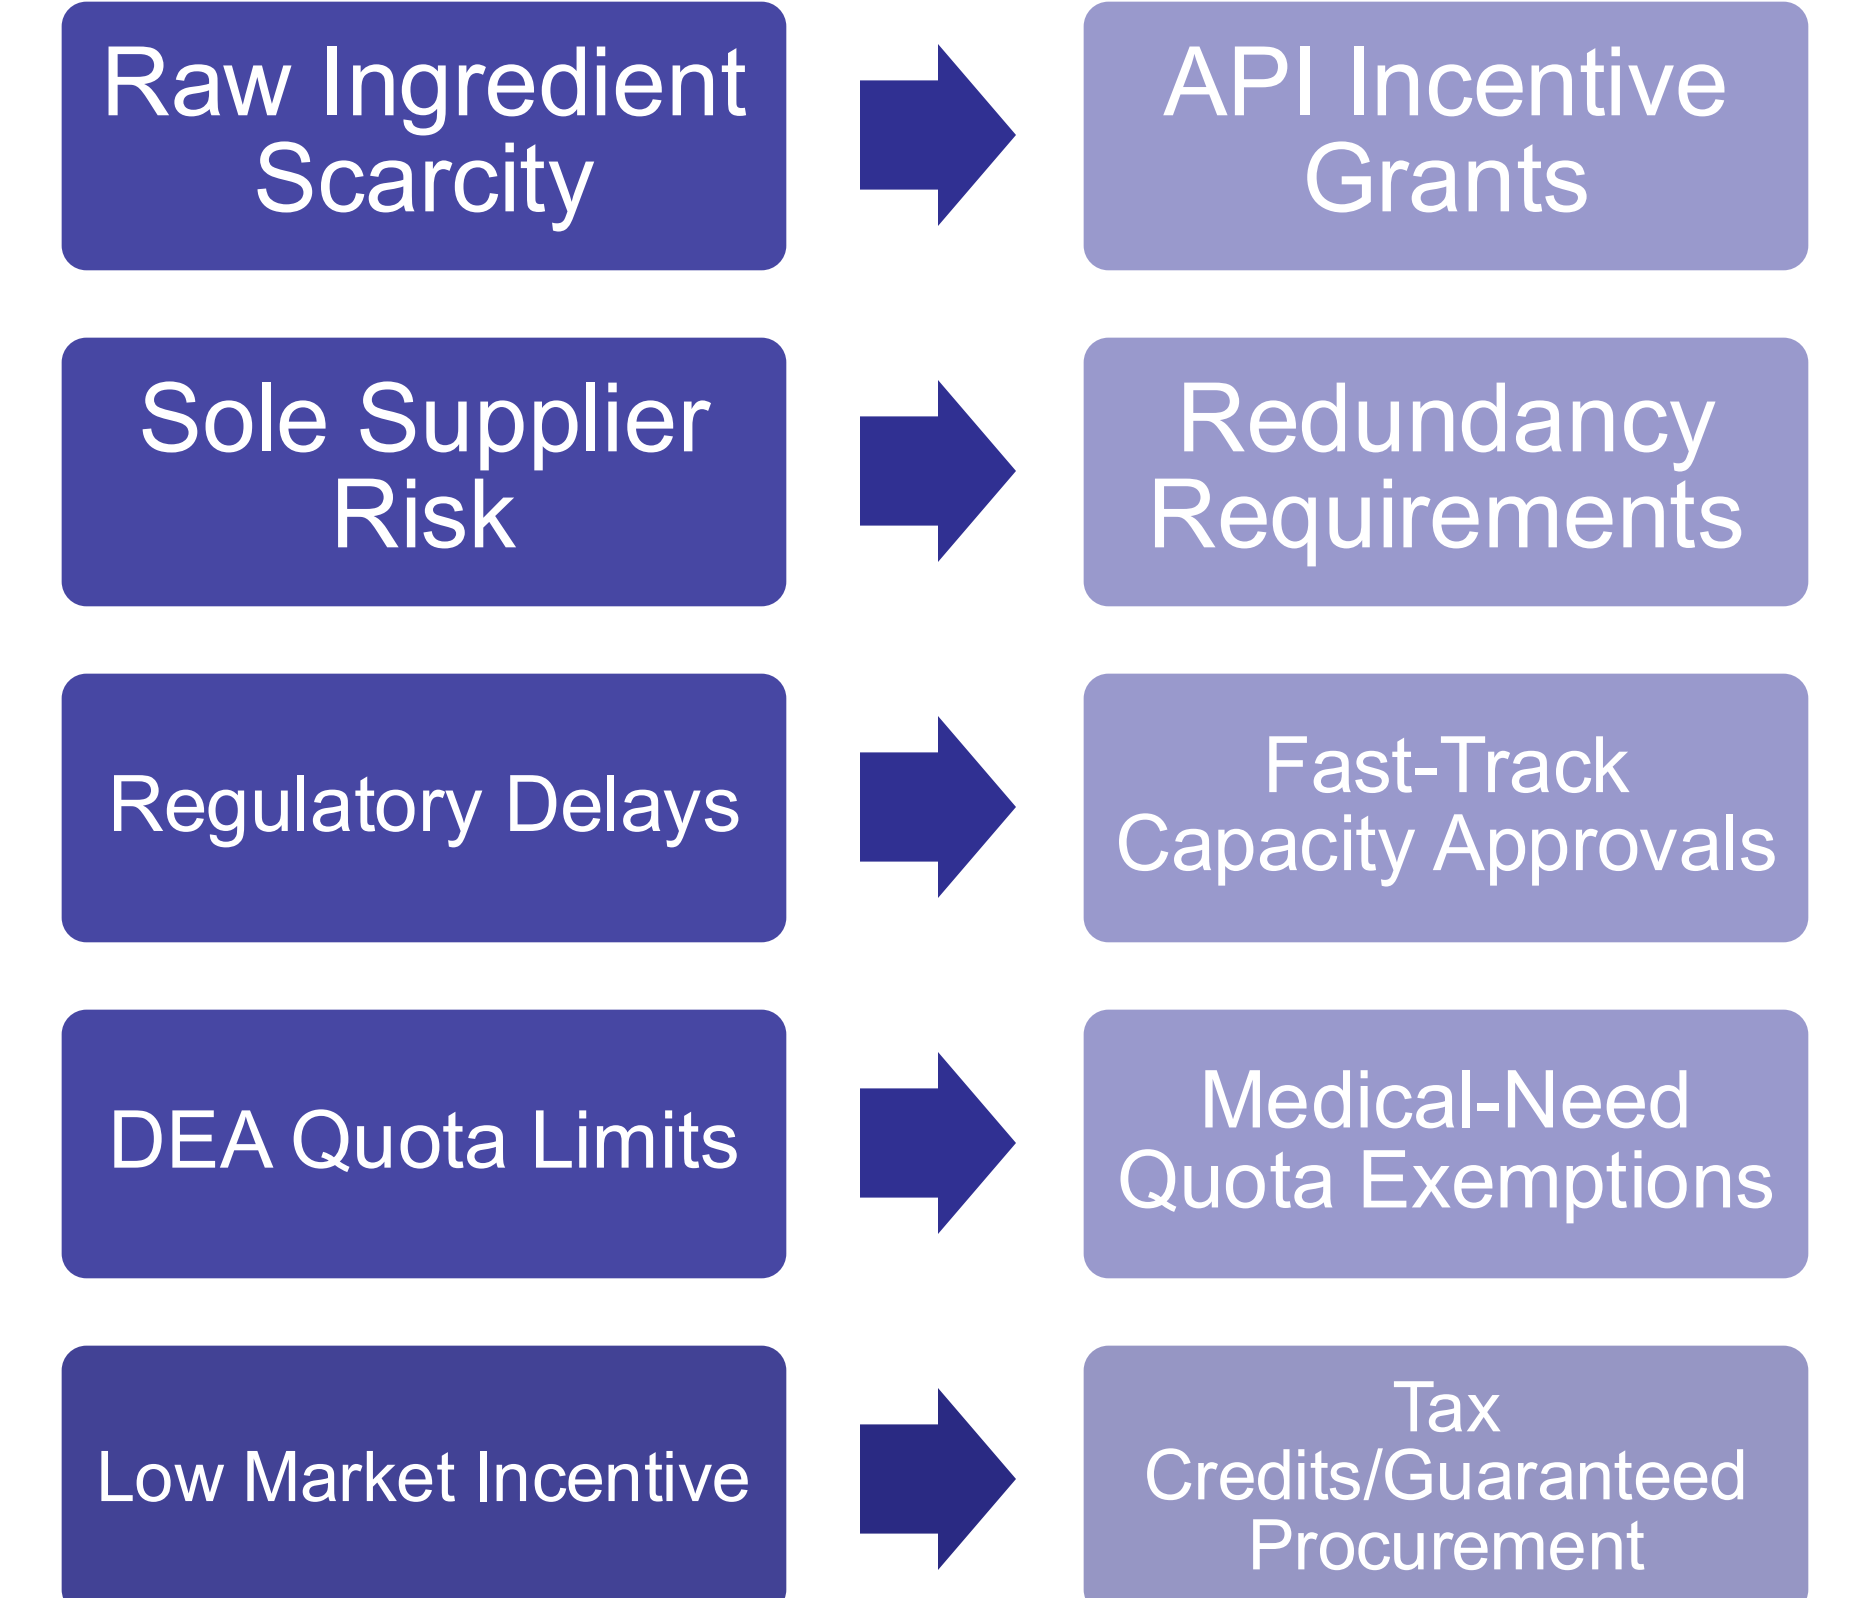 Raw Ingredient
Scarcity
API Incentive
Grants
Sole Supplier
Risk
Redundancy
Requirements
Regulatory Delays
Fast-Track
Capacity Approvals
DEA Quota Limits
Medical-Need
Quota Exemptions
Low Market Incentive
Tax
Credits/Guaranteed
Procurement